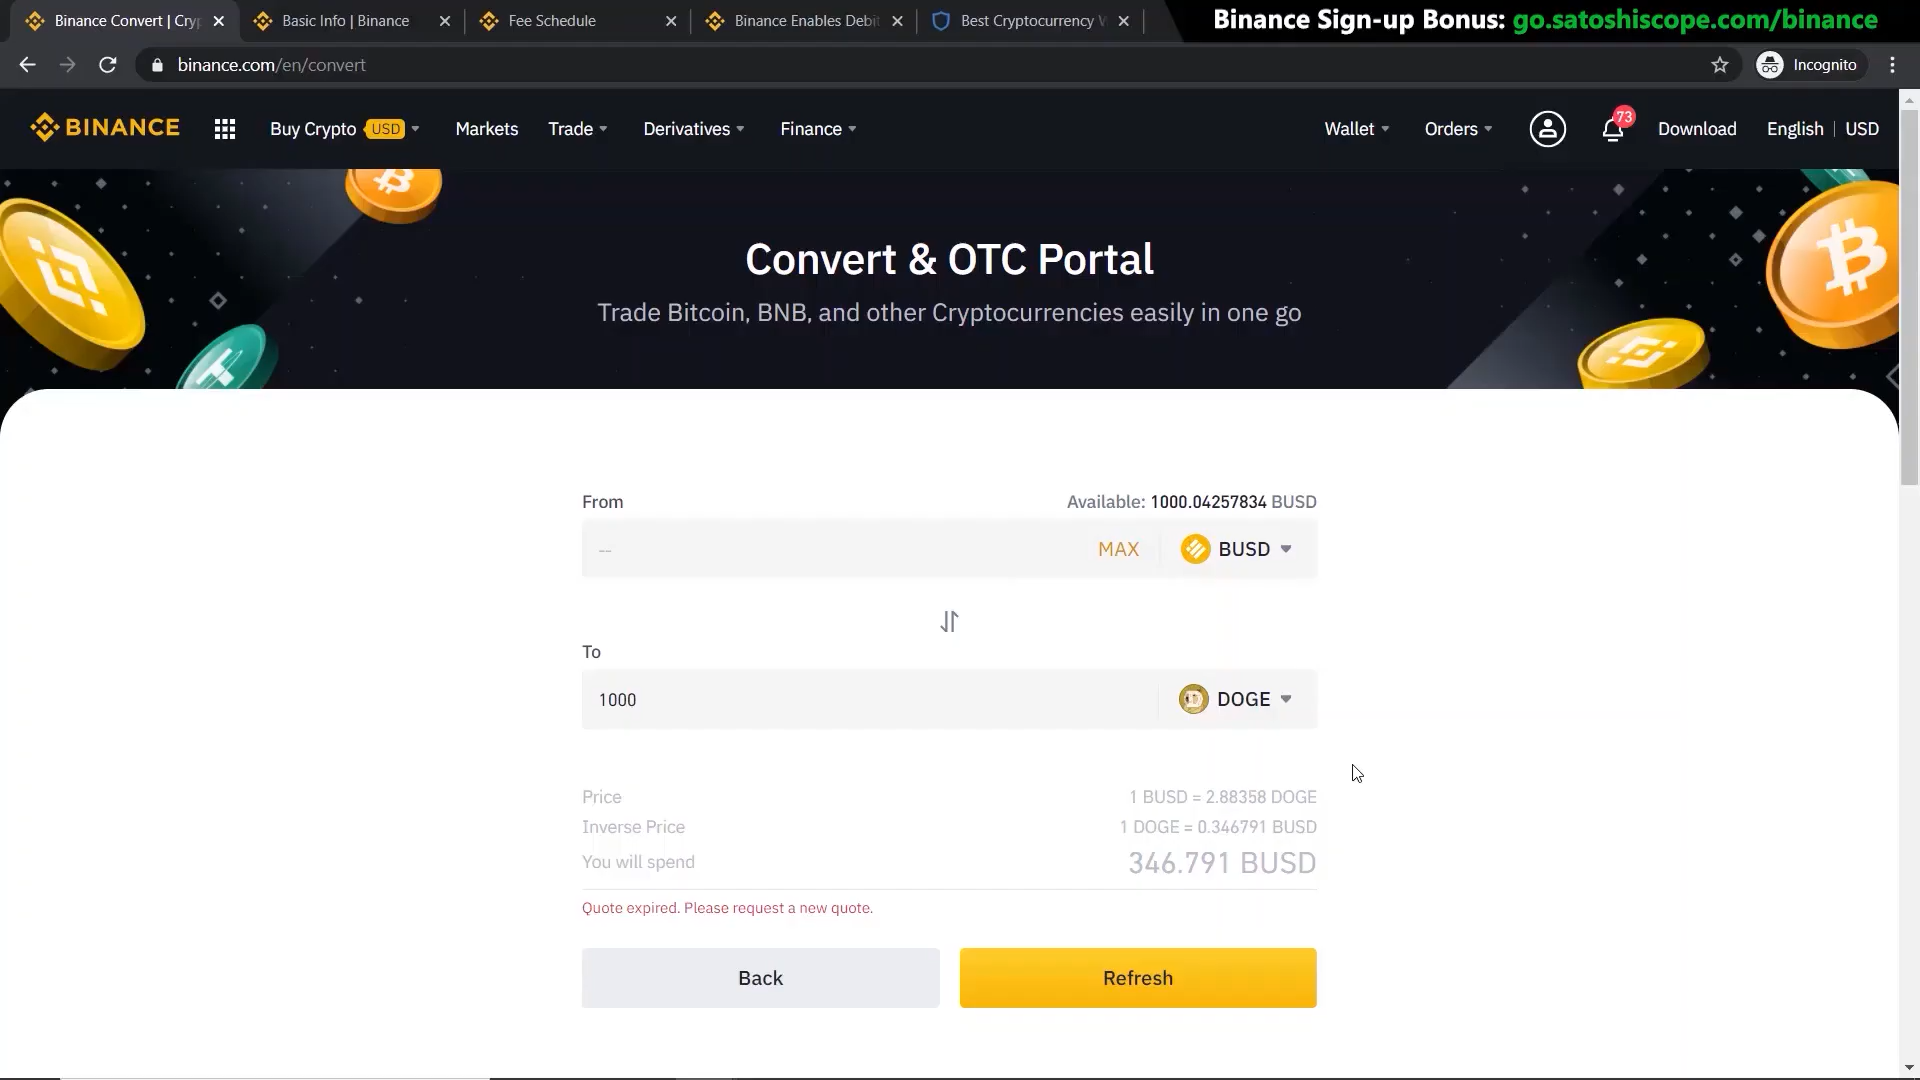 Binance Convert | Cryp
Basic Info | Binance
Fee Schedule
Binance Enables Debit
Best Cryptocurrency W
Binance Sign-up Bonus: go.satoshiscope.com/binance
binance.com/en/convert
Incognito
BINANCE
Buy Crypto USD
Markets
Trade
Derivatives
Finance
Wallet
Orders
73
Download
English | USD
Convert & OTC Portal
Trade Bitcoin, BNB, and other Cryptocurrencies easily in one go
From
Available: 1000.04257834 BUSD
--
MAX
BUSD
To
1000
DOGE
Price
1 BUSD = 2.88358 DOGE
Inverse Price
1 DOGE = 0.346791 BUSD
You will spend
346.791 BUSD
Quote expired. Please request a new quote.
Back
Refresh